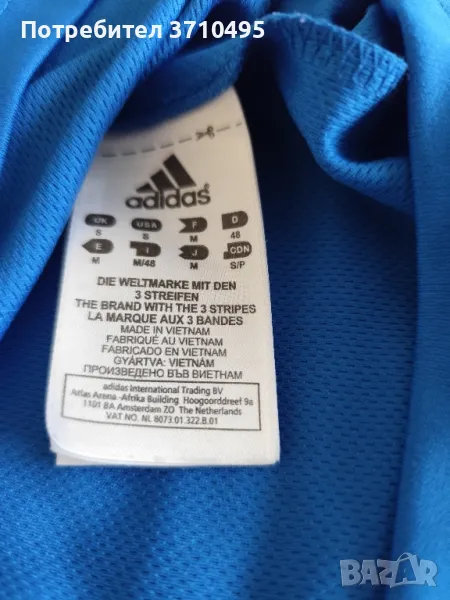 Потребител 3710495
adidas
UK USA F D
S S M 48
E I J CDN
M M/48 M S/P
DIE WELTMARKE MIT DEN
3 STREIFEN
THE BRAND WITH THE 3 STRIPES
LA MARQUE AUX 3 BANDES
MADE IN VIETNAM
FABRIQUÉ AU VIETNAM
FABRICADO EN VIETNAM
GYÁRTVA: VIETNÁM
ПРОИЗВЕДЕНО ВЪВ ВИЕТНАМ
adidas International Trading BV
Atlas Arena -Afrika Building Hoogoorddreef 9a
1101 BA Amsterdam ZO The Netherlands
VAT NO. NL 8073.01.322.B.01
BAZAR